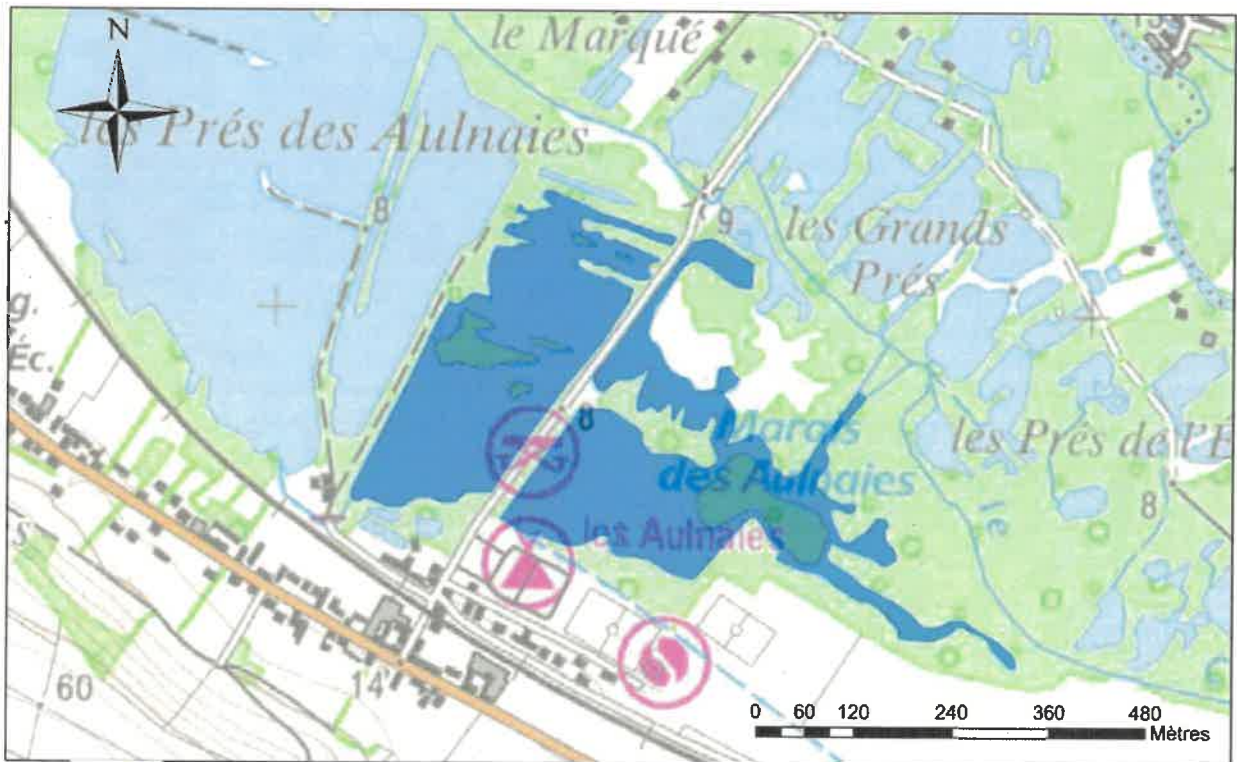 N
le Marqué
les Prés des Aulnaies
8
9
les Grands
Prés
g.
Éc.
8
Marais
des Aulnaies
les Prés de l'É
le
8
les Aulnaies
S
60
14
G
0 60 120 240 360 480
Mètres